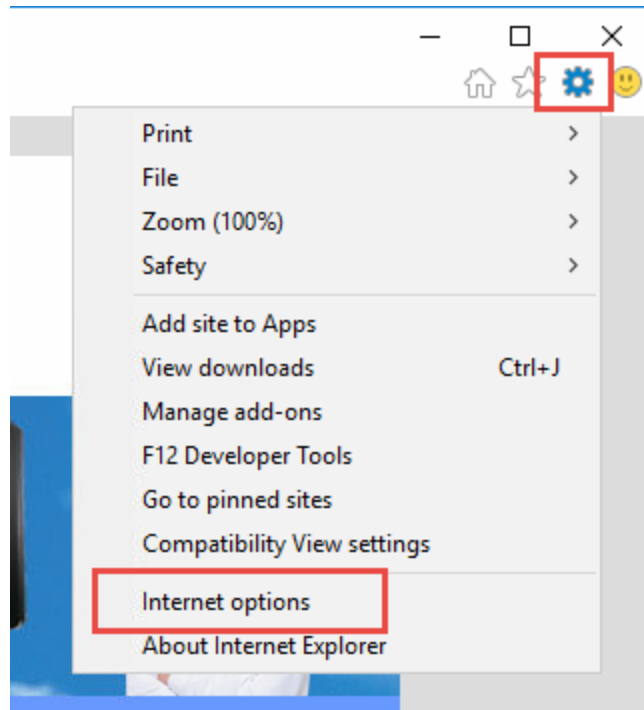 Print
File
Zoom (100%)
Safety
Add site to Apps
View downloads Ctrl+J
Manage add-ons
F12 Developer Tools
Go to pinned sites
Compatibility View settings
Internet options
About Internet Explorer